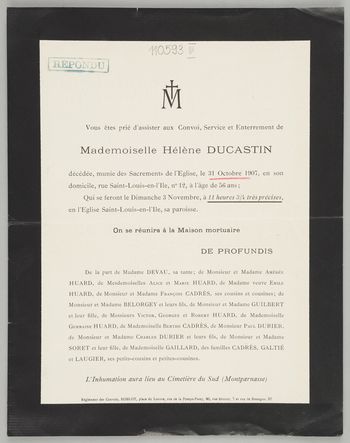 110593
RÉPONDU
M
Vous êtes prié d'assister aux Convoi, Service et Enterrement de
Mademoiselle Hélène DUCASTIN
décédée, munie des Sacrements de l'Eglise, le 31 Octobre 1907, en son
domicile, rue Saint-Louis-en-l'Ile, nº 12, à l'âge de 56 ans;
Qui se feront le Dimanche 3 Novembre, à 11 heures 3/4 très précises,
en l'Eglise Saint-Louis-en-l'Ile, sa paroisse.
On se réunira à la Maison mortuaire
DE PROFUNDIS
De la part de Madame DEVAU, sa tante; de Monsieur et Madame Amédée
HUARD, de Mesdemoiselles Alice et Marie HUARD, de Madame veuve Emile
HUARD, de Monsieur et Madame François CADRÈS, ses cousins et cousines; de
Monsieur et Madame BELORGEY et leurs fils, de Monsieur et Madame GUILBERT
et leur fille, de Messieurs Victor, Georges et Robert HUARD, de Mademoiselle
Germaine HUARD, de Mademoiselle Berthe CADRÈS, de Monsieur Paul DURIER,
de Monsieur et Madame Charles DURIER et leurs fils, de Monsieur et Madame
SORET et leur fille, de Mademoiselle GAILLARD, des familles CADRÈS, GALTIÉ
et LAUGIER, ses petits-cousins et petites-cousines.
L'Inhumation aura lieu au Cimetière du Sud (Montparnasse)
Règlement des Convois, ROBLOT,